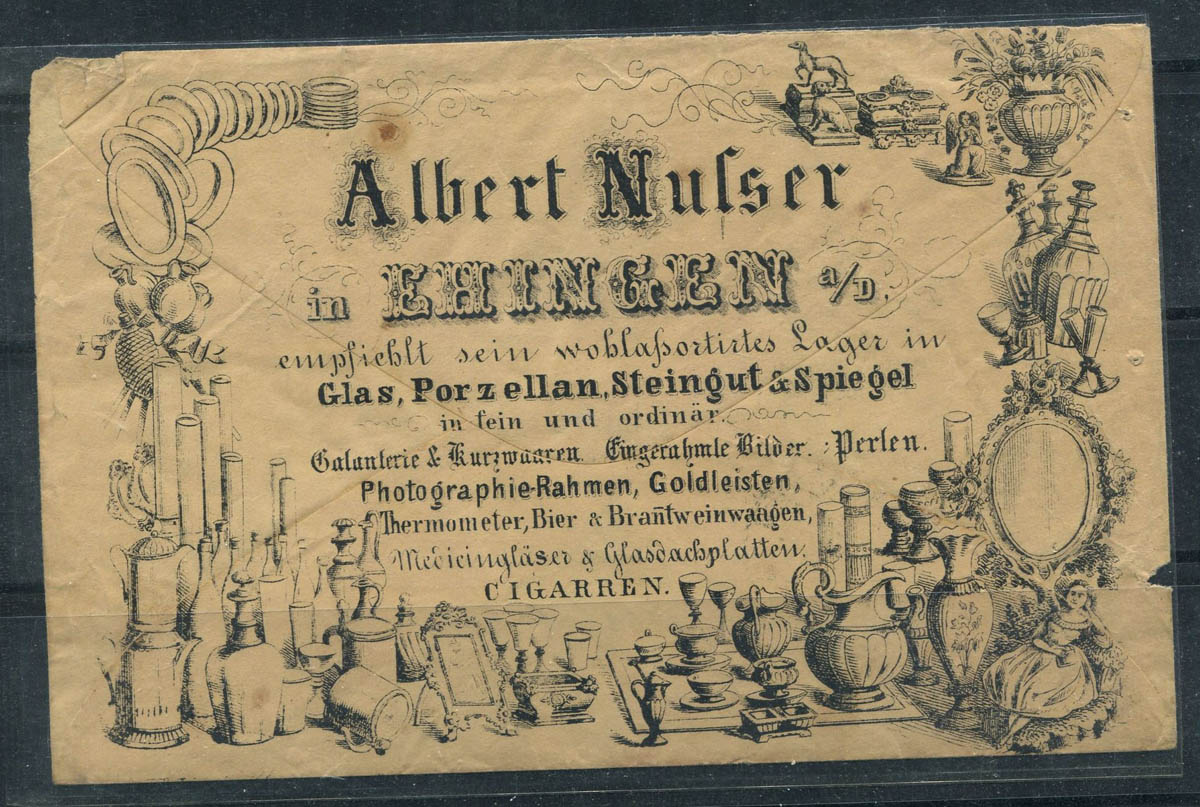 Albert Nuſser
in EHINGEN a/D.
empfiehlt sein wohlaßortirtes Lager in
Glas, Porzellan, Steingut & Spiegel
in fein und ordinär.
Galanterie & Kurzwaaren. Eingerahmte Bilder. Perlen.
Photographie-Rahmen, Goldleisten,
Thermometer, Bier & Brañtweinwaagen,
Medicingläser & Glasdachplatten.
CIGARREN.